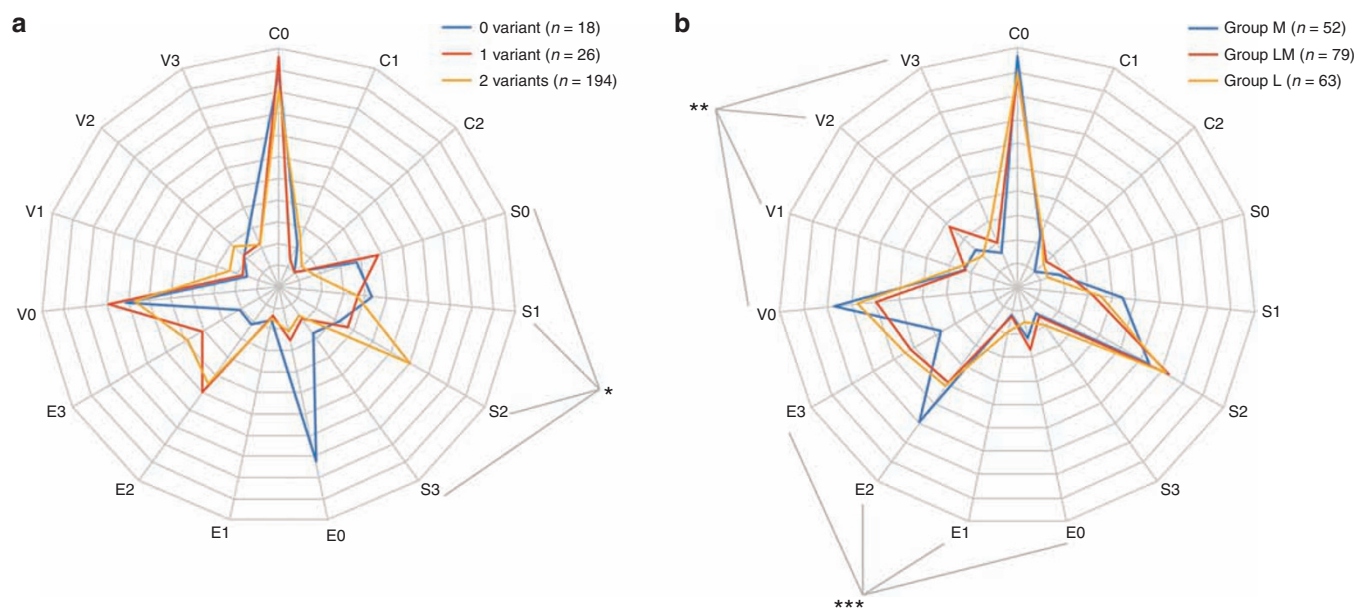 a
0 variant (n = 18)
1 variant (n = 26)
2 variants (n = 194)
C0
C1
C2
S0
S1
S2
S3
E0
E1
E2
E3
V0
V1
V2
V3
*
b
Group M (n = 52)
Group LM (n = 79)
Group L (n = 63)
C0
C1
C2
S0
S1
S2
S3
E0
E1
E2
E3
V0
V1
V2
V3
**
***